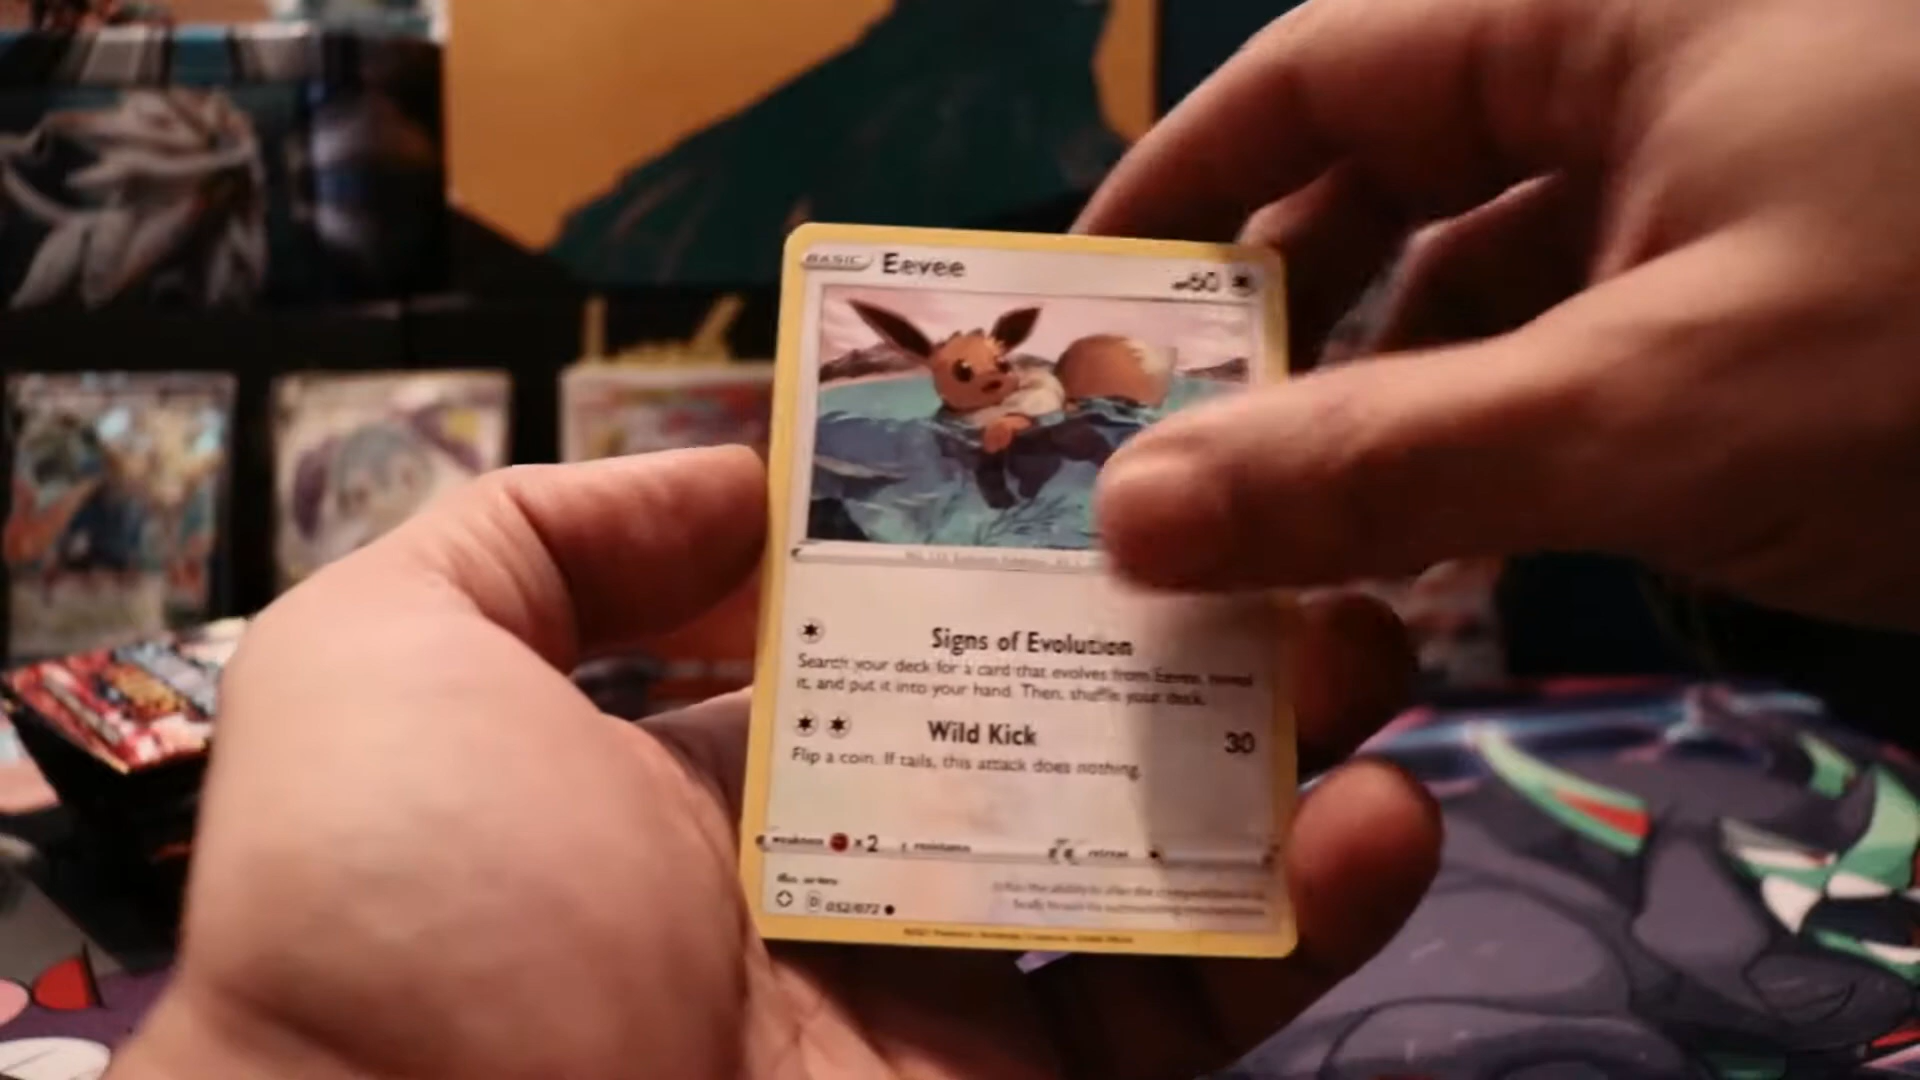 BASIC Eevee 60
Signs of Evolution
Search your deck for a card that evolves from Eevee, reveal
it, and put it into your hand. Then, shuffle your deck.
Wild Kick 30
Flip a coin. If tails, this attack does nothing.
weakness ×2 resistance retreat
D 052/072